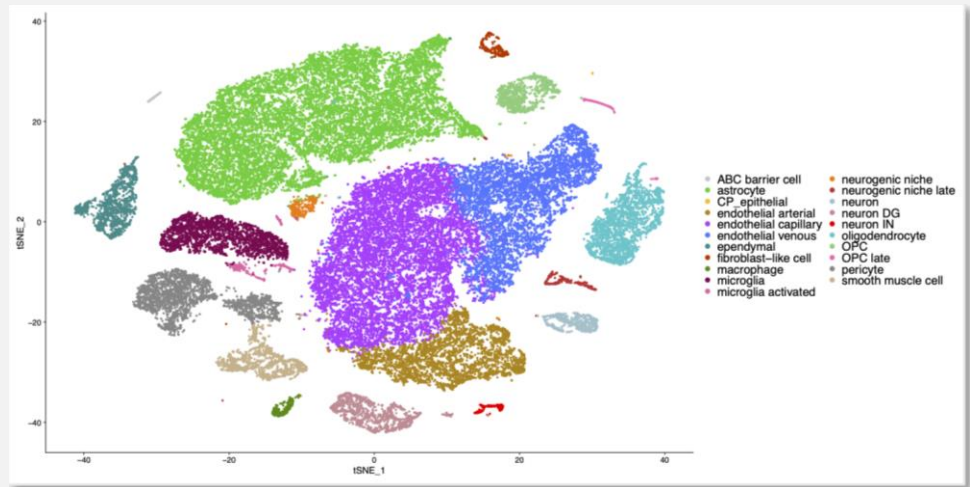 40
20
0
−20
−40
tSNE_2
−40
−20
0
20
40
tSNE_1
ABC barrier cell
astrocyte
CP_epithelial
endothelial arterial
endothelial capillary
endothelial venous
ependymal
fibroblast−like cell
macrophage
microglia
microglia activated
neurogenic niche
neurogenic niche late
neuron
neuron DG
neuron IN
oligodendrocyte
OPC
OPC late
pericyte
smooth muscle cell